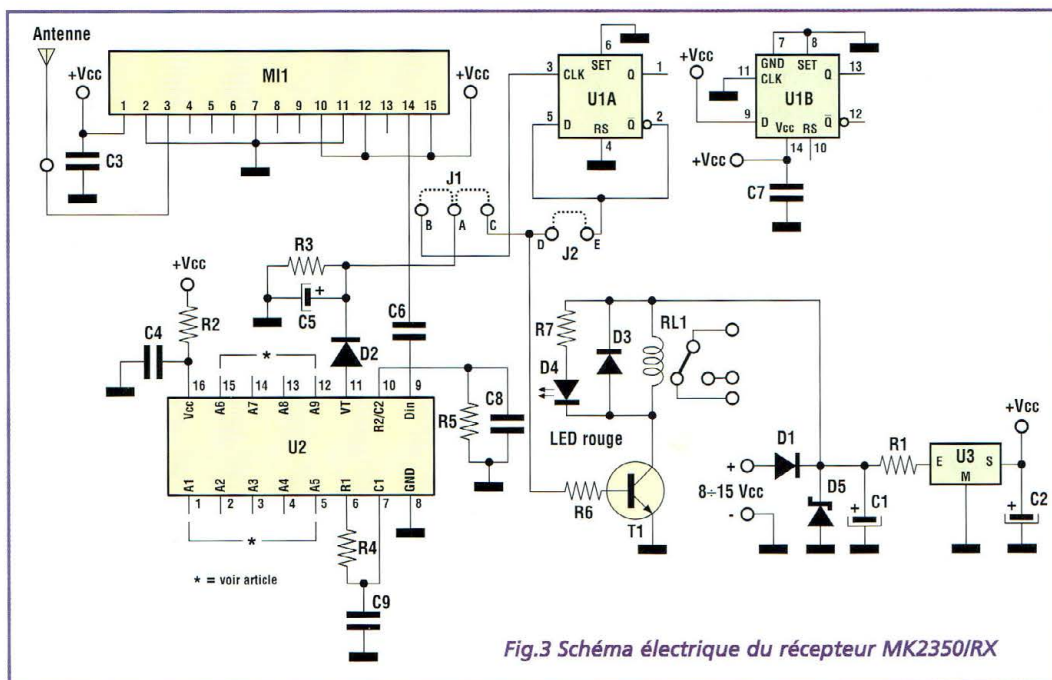 Antenne
+Vcc
MI1
+Vcc
1 2 3 4 5 6 7 8 9 10 11 12 13 14 15
C3
6
SET
3 CLK Q 1
U1A
5 D Q 2
RS
4
7 8
GND SET
11 CLK Q 13
U1B
+Vcc
9 D Q 12
Vcc RS
14 10
+Vcc
C7
J1
B A C
D E
J2
R3
+
C5
D2
C6
+Vcc
R2
C4
16 15 14 13 12 11 10 9
Vcc A6 A7 A8 A9 VT R2/C2 Din
*
U2
A1 A2 A3 A4 A5 R1 C1 GND
1 2 3 4 5 6 7 8
*
* = voir article
R4
C9
R5
C8
R7
D4
D3
RL1
LED rouge
R6
T1
+
8÷15 Vcc
-
D1
D5
+
C1
R1
E U3 S
M
+Vcc
+
C2
Fig.3 Schéma électrique du récepteur MK2350/RX